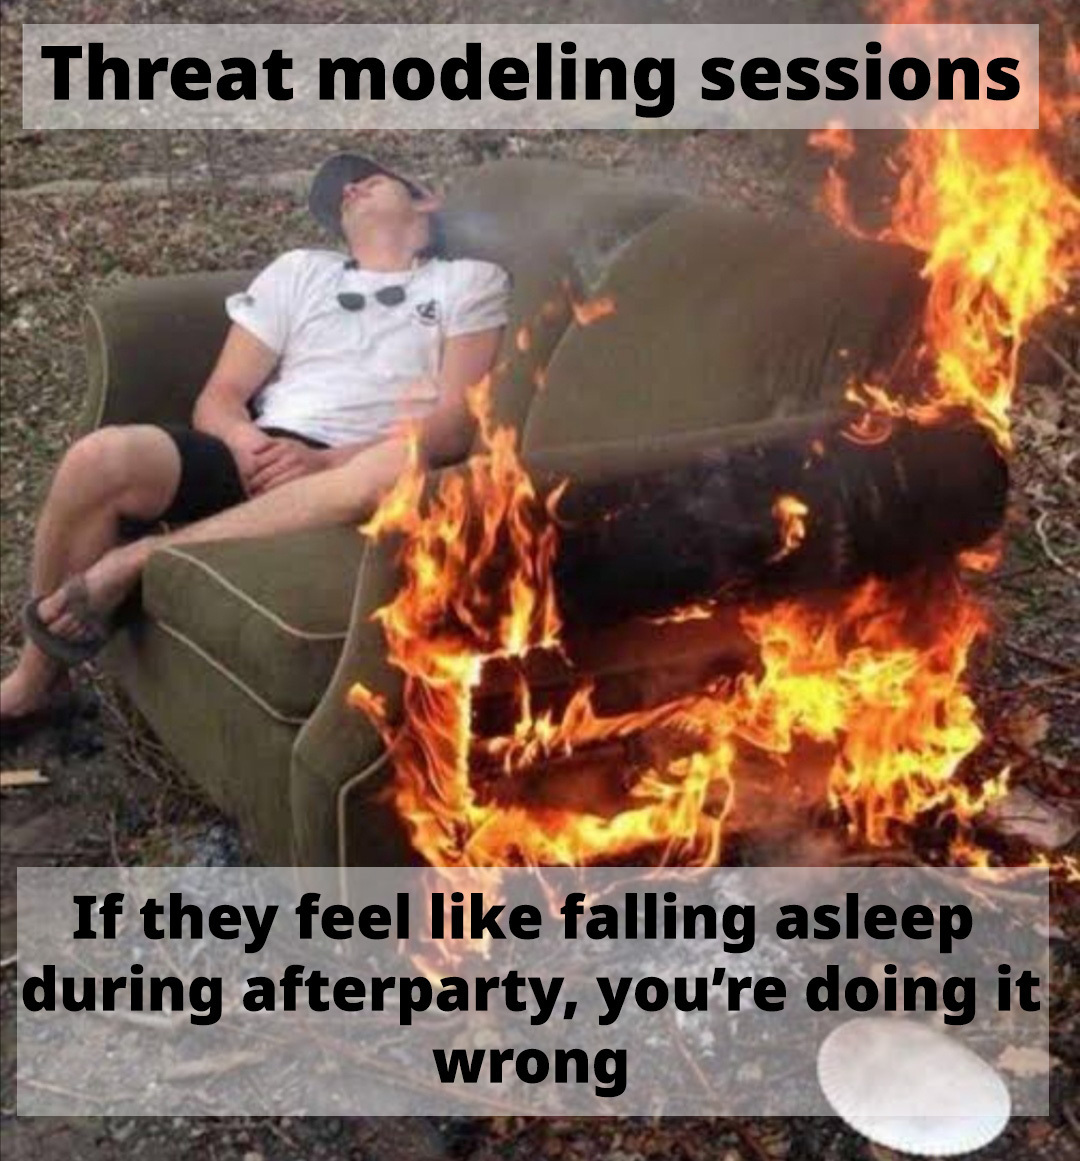 Threat modeling sessions
If they feel like falling asleep
during afterparty, you’re doing it
wrong